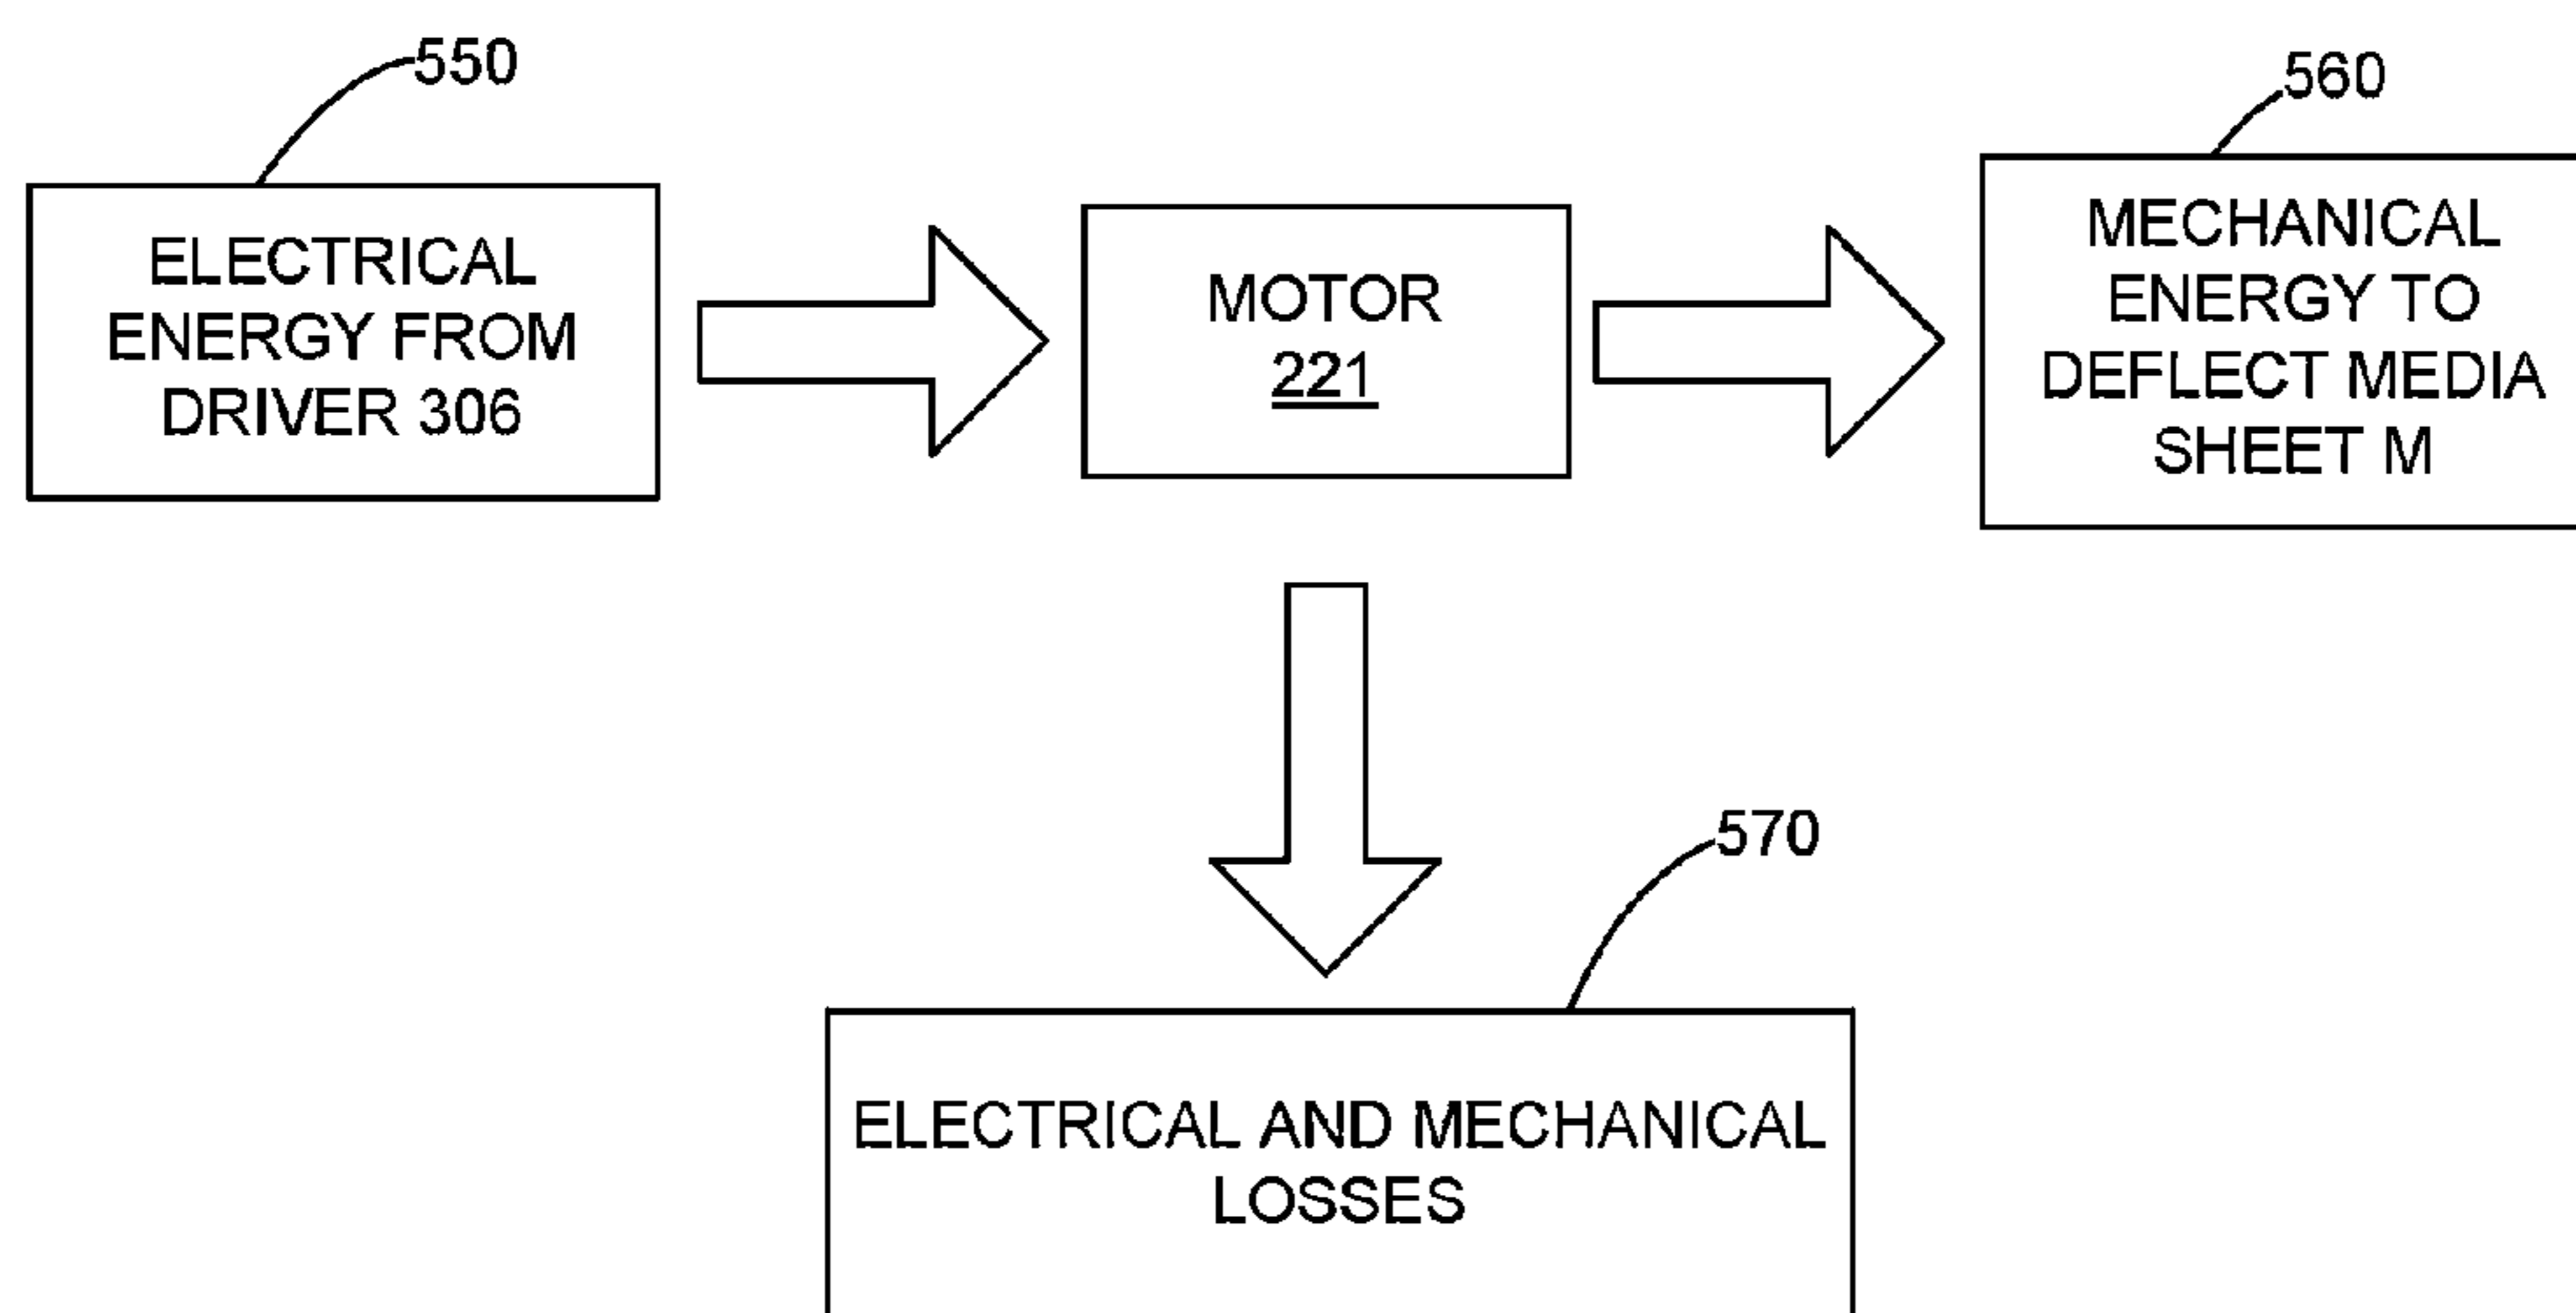 550
560
ELECTRICAL
ENERGY FROM
DRIVER 306
MOTOR
221
MECHANICAL
ENERGY TO
DEFLECT MEDIA
SHEET M
570
ELECTRICAL AND MECHANICAL
LOSSES